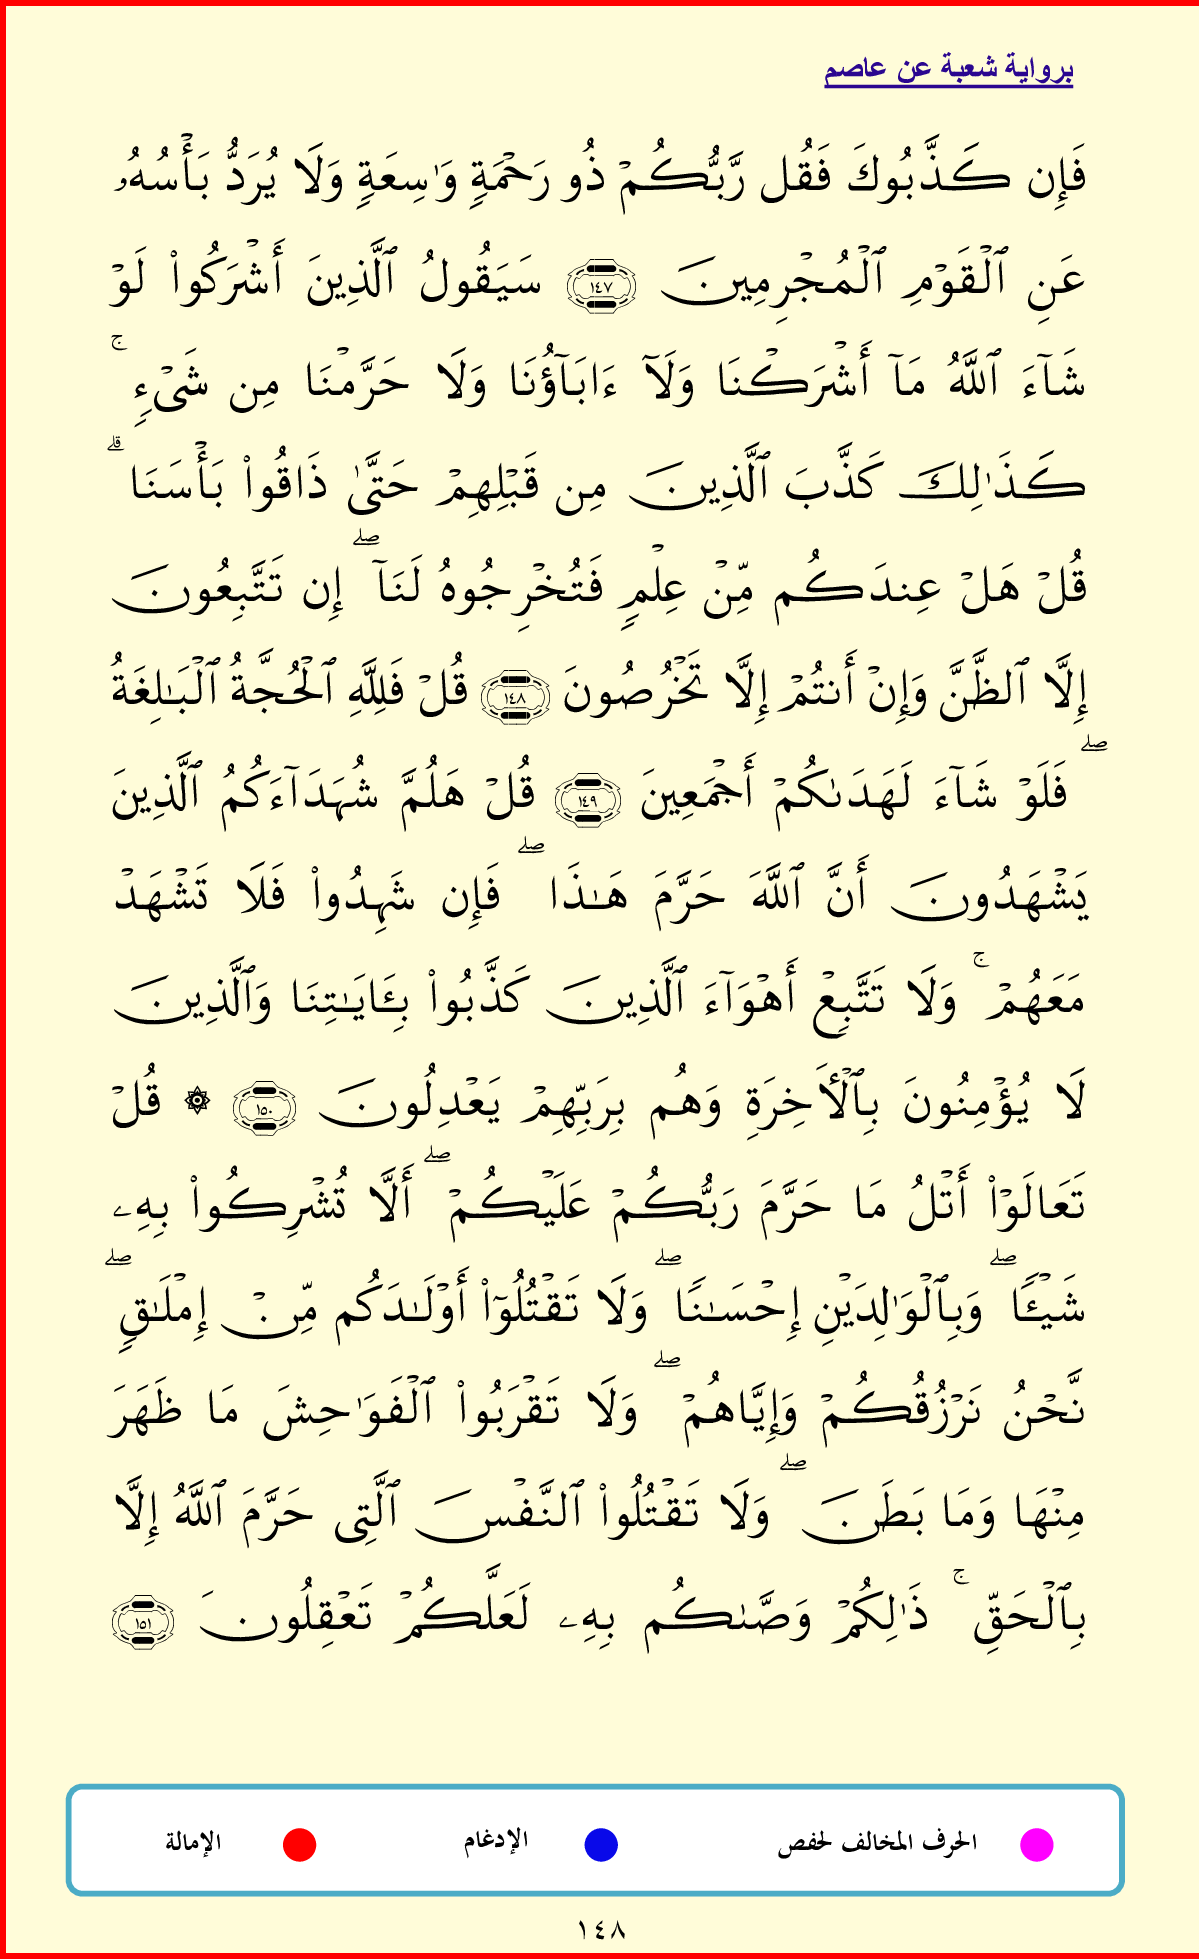 برواية شعبة عن عاصم
فَإِن كَذَّبُوكَ فَقُل رَّبُّكُمْ ذُو رَحْمَةٍ وَٰسِعَةٍ وَلَا يُرَدُّ بَأْسُهُۥ
عَنِ ٱلْقَوْمِ ٱلْمُجْرِمِينَ ١٤٧ سَيَقُولُ ٱلَّذِينَ أَشْرَكُوا۟ لَوْ
شَآءَ ٱللَّهُ مَآ أَشْرَكْنَا وَلَآ ءَابَآؤُنَا وَلَا حَرَّمْنَا مِن شَىْءٍ ۚ
كَذَٰلِكَ كَذَّبَ ٱلَّذِينَ مِن قَبْلِهِمْ حَتَّىٰ ذَاقُوا۟ بَأْسَنَا ۗ
قُلْ هَلْ عِندَكُم مِّنْ عِلْمٍ فَتُخْرِجُوهُ لَنَآ ۖ إِن تَتَّبِعُونَ
إِلَّا ٱلظَّنَّ وَإِنْ أَنتُمْ إِلَّا تَخْرُصُونَ ١٤٨ قُلْ فَلِلَّهِ ٱلْحُجَّةُ ٱلْبَـٰلِغَةُ
ۖ فَلَوْ شَآءَ لَهَدَىٰكُمْ أَجْمَعِينَ ١٤٩ قُلْ هَلُمَّ شُهَدَآءَكُمُ ٱلَّذِينَ
يَشْهَدُونَ أَنَّ ٱللَّهَ حَرَّمَ هَـٰذَا ۖ فَإِن شَهِدُوا۟ فَلَا تَشْهَدْ
مَعَهُمْ ۚ وَلَا تَتَّبِعْ أَهْوَآءَ ٱلَّذِينَ كَذَّبُوا۟ بِـَٔايَـٰتِنَا وَٱلَّذِينَ
لَا يُؤْمِنُونَ بِٱلْـَٔاخِرَةِ وَهُم بِرَبِّهِمْ يَعْدِلُونَ ١٥٠ ۞ قُلْ
تَعَالَوْا۟ أَتْلُ مَا حَرَّمَ رَبُّكُمْ عَلَيْكُمْ ۖ أَلَّا تُشْرِكُوا۟ بِهِۦ
شَيْـًٔا ۖ وَبِٱلْوَٰلِدَيْنِ إِحْسَـٰنًا ۖ وَلَا تَقْتُلُوٓا۟ أَوْلَـٰدَكُم مِّنْ إِمْلَـٰقٍ ۖ
نَّحْنُ نَرْزُقُكُمْ وَإِيَّاهُمْ ۖ وَلَا تَقْرَبُوا۟ ٱلْفَوَٰحِشَ مَا ظَهَرَ
مِنْهَا وَمَا بَطَنَ ۖ وَلَا تَقْتُلُوا۟ ٱلنَّفْسَ ٱلَّتِى حَرَّمَ ٱللَّهُ إِلَّا
بِٱلْحَقِّ ۚ ذَٰلِكُمْ وَصَّىٰكُم بِهِۦ لَعَلَّكُمْ تَعْقِلُونَ ١٥١
الحرف المخالف لحفص الإدغام الإمالة
١٤٨